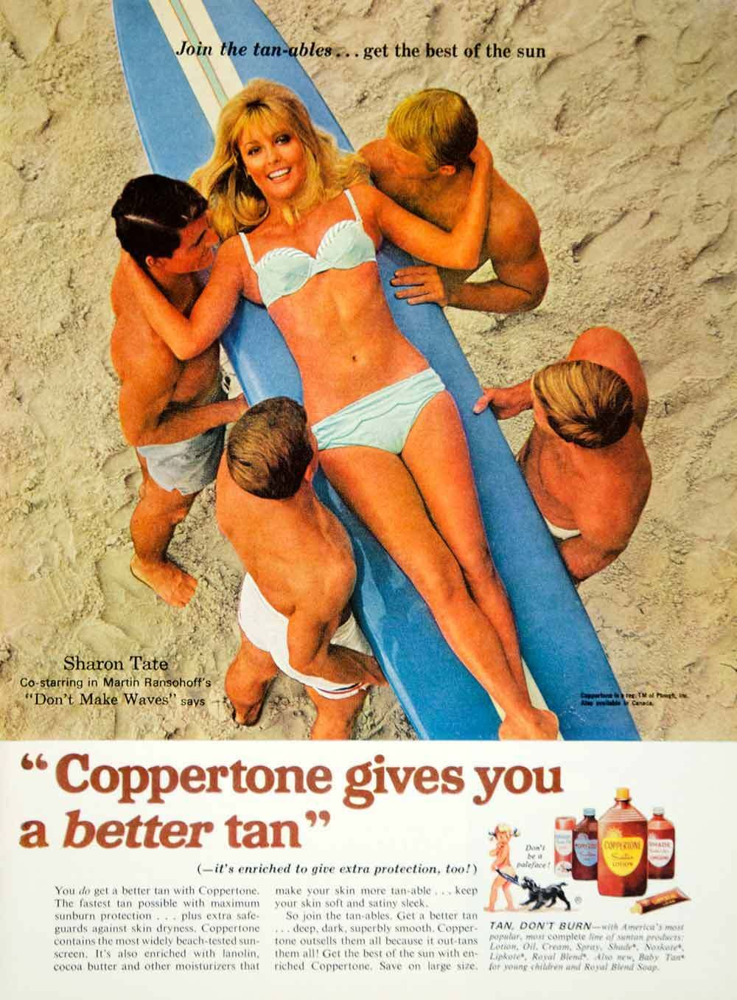 Join the tan-ables... get the best of the sun
Sharon Tate
Co-starring in Martin Ransohoff's
"Don't Make Waves" says
Coppertone is a reg. TM of Plough, Inc.
Also available in Canada.
“Coppertone gives you
a better tan”
(—it's enriched to give extra protection, too!)
You do get a better tan with Coppertone.
The fastest tan possible with maximum
sunburn protection . . . plus extra safe-
guards against skin dryness. Coppertone
contains the most widely beach-tested sun-
screen. It's also enriched with lanolin,
cocoa butter and other moisturizers that
make your skin more tan-able . . . keep
your skin soft and satiny sleek.
So join the tan-ables. Get a better tan
. . . deep, dark, superbly smooth. Copper-
tone outsells them all because it out-tans
them all! Get the best of the sun with en-
riched Coppertone. Save on large size.
Don't
be a
paleface!
®
COPPERTONE
Suntan
LOTION
SHADE
TAN, DON'T BURN—with America's most
popular, most complete line of suntan products:
Lotion, Oil, Cream, Spray, Shade*, Noskote*,
Lipkote*, Royal Blend*. Also new, Baby Tan*
for young children and Royal Blend Soap.